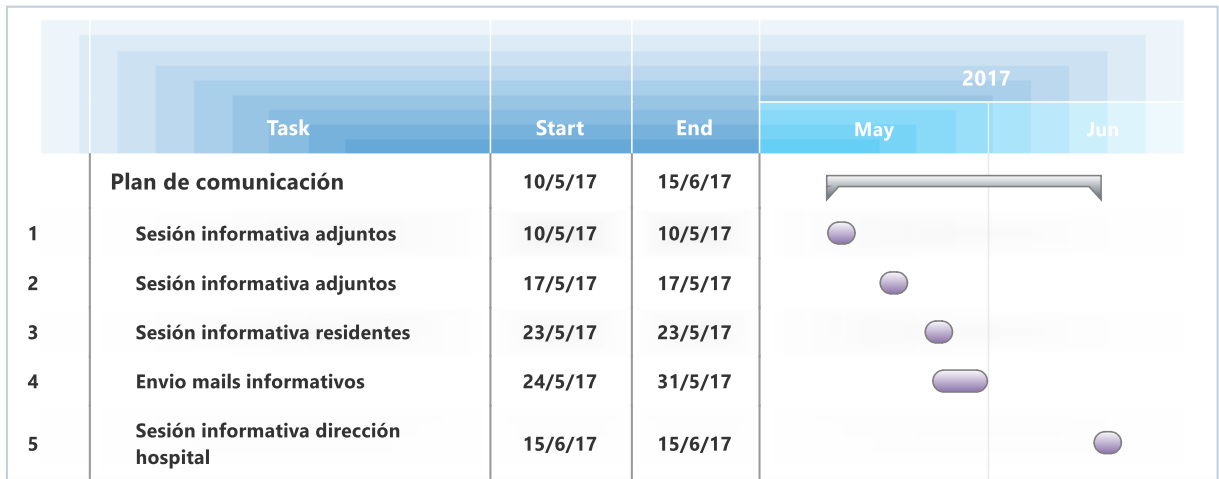 2017
Task Start End May Jun
Plan de comunicación 10/5/17 15/6/17
1 Sesión informativa adjuntos 10/5/17 10/5/17
2 Sesión informativa adjuntos 17/5/17 17/5/17
3 Sesión informativa residentes 23/5/17 23/5/17
4 Envio mails informativos 24/5/17 31/5/17
5 Sesión informativa dirección
hospital 15/6/17 15/6/17